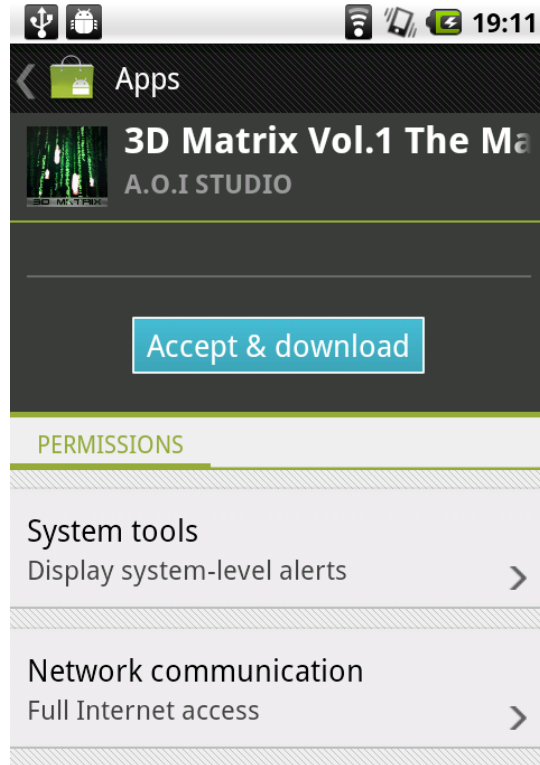 19:11
Apps
3D Matrix Vol.1 The Ma
A.O.I STUDIO
3D MATRIX
Accept & download
PERMISSIONS
System tools
Display system-level alerts
Network communication
Full Internet access